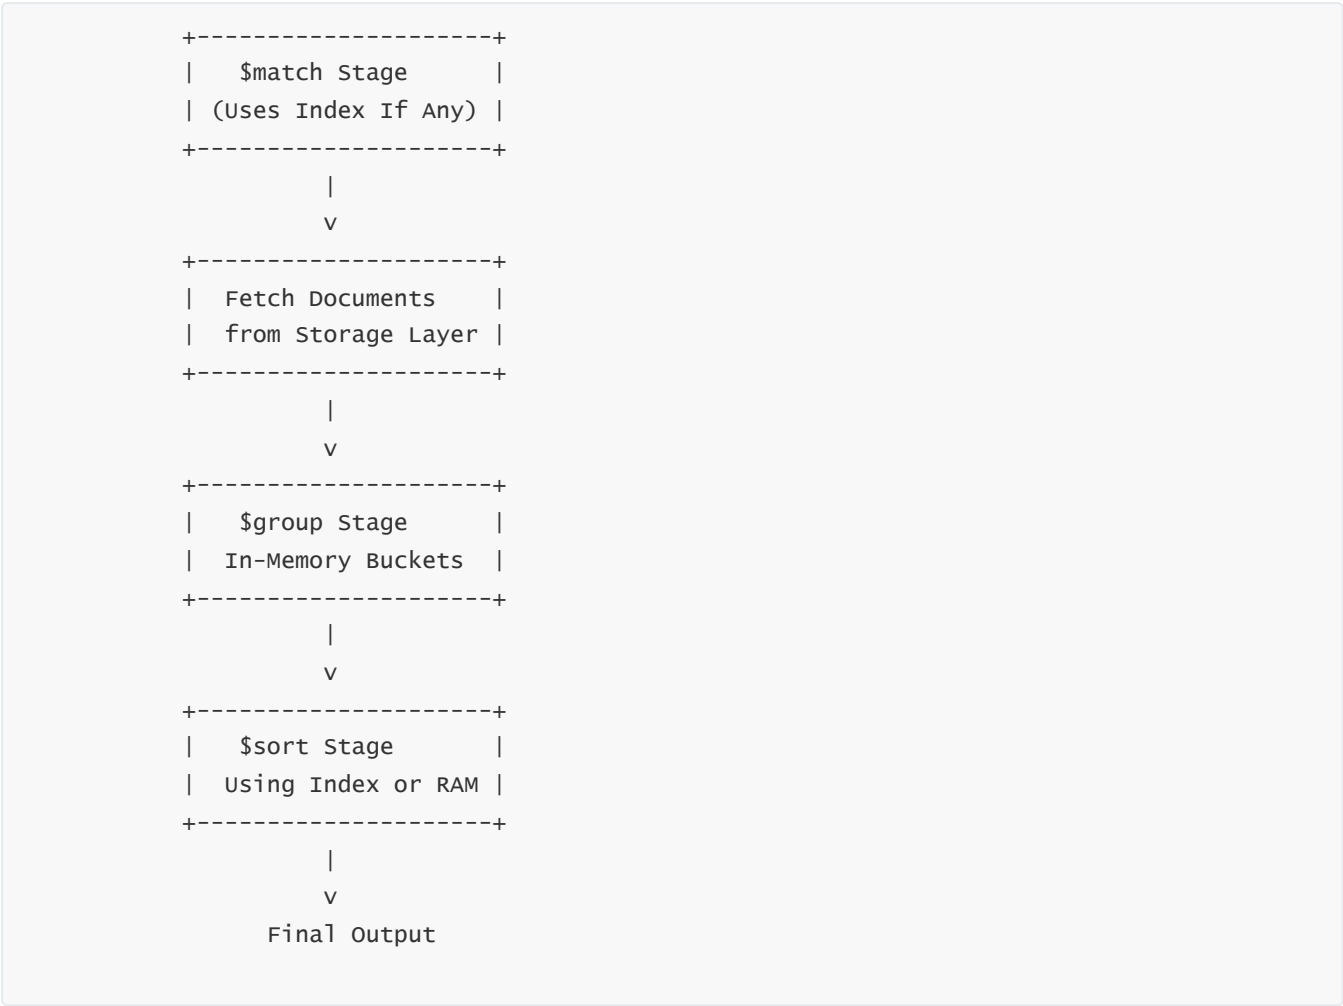 +---------------------+
|   $match Stage      |
| (Uses Index If Any) |
+---------------------+
          |
          v
+---------------------+
|  Fetch Documents    |
|  from Storage Layer |
+---------------------+
          |
          v
+---------------------+
|   $group Stage      |
|  In-Memory Buckets  |
+---------------------+
          |
          v
+---------------------+
|   $sort Stage       |
|  Using Index or RAM |
+---------------------+
          |
          v
      Final Output